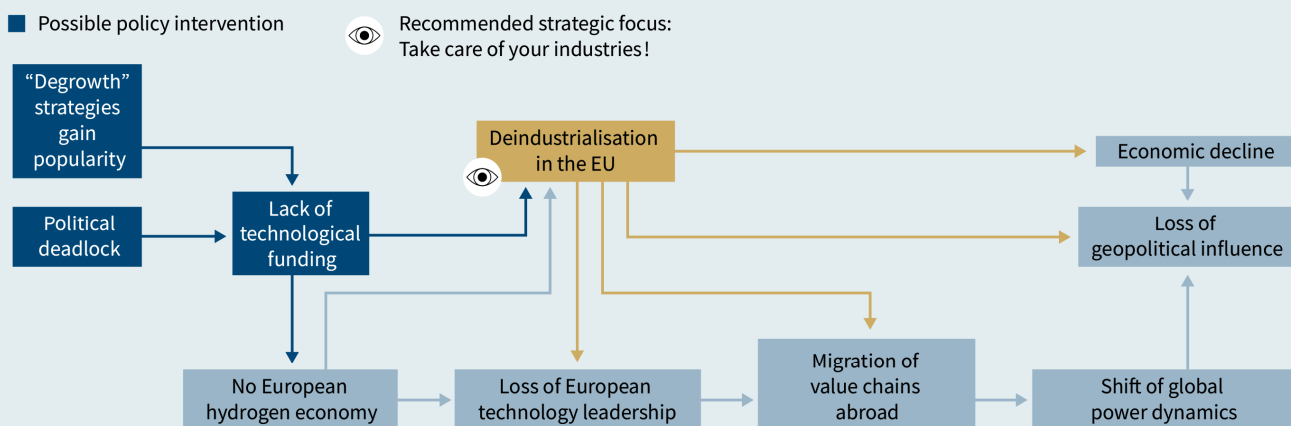 Possible policy intervention
Recommended strategic focus:
Take care of your industries!
“Degrowth”
strategies
gain
popularity
Political
deadlock
Lack of
technological
funding
Deindustrialisation
in the EU
Economic decline
Loss of
geopolitical influence
No European
hydrogen economy
Loss of European
technology leadership
Migration of
value chains
abroad
Shift of global
power dynamics